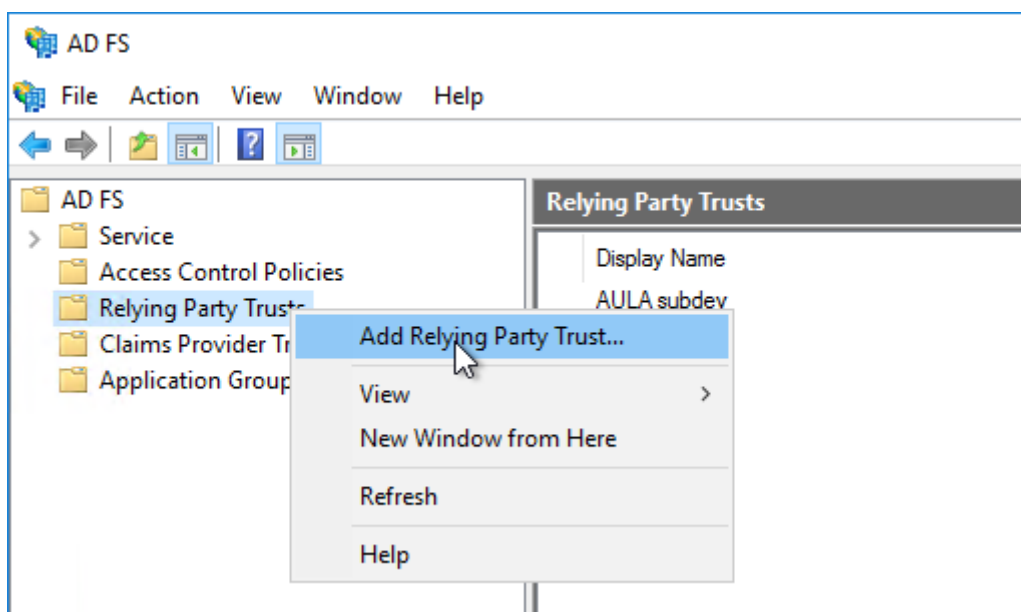 AD FS
File Action View Window Help
AD FS
Service
Access Control Policies
Relying Party Trusts
Claims Provider Tr
Application Group
Relying Party Trusts
Display Name
AULA subdev
Add Relying Party Trust...
View
New Window from Here
Refresh
Help